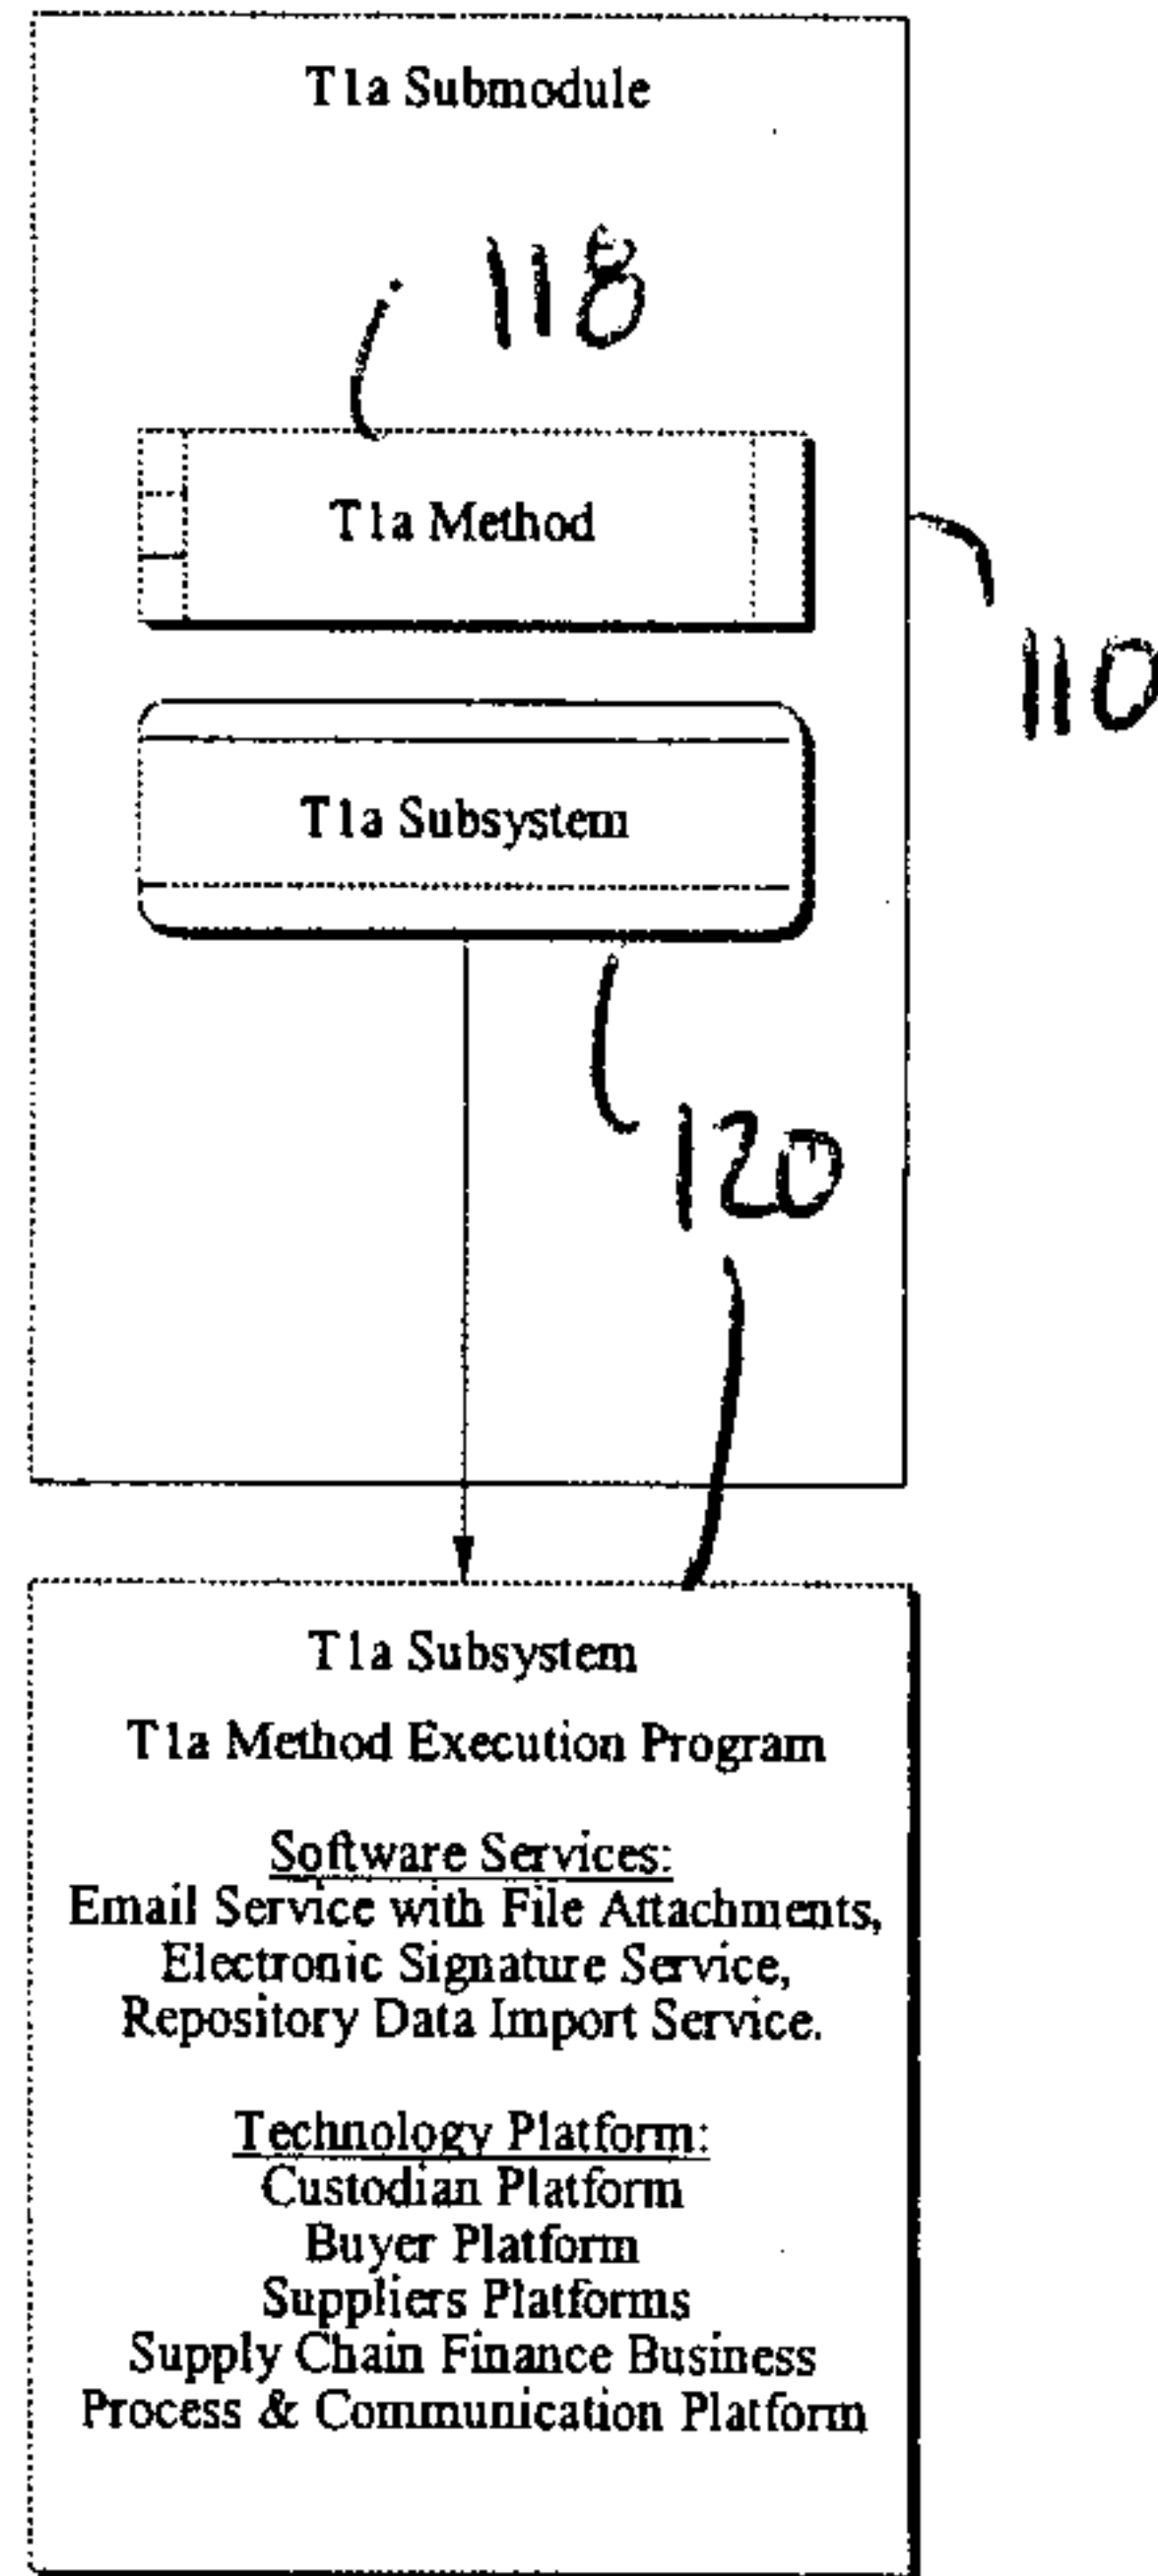 T1a Submodule
118
T1a Method
110
T1a Subsystem
120
T1a Subsystem
T1a Method Execution Program
Software Services:
Email Service with File Attachments,
Electronic Signature Service,
Repository Data Import Service.
Technology Platform:
Custodian Platform
Buyer Platform
Suppliers Platforms
Supply Chain Finance Business
Process & Communication Platform